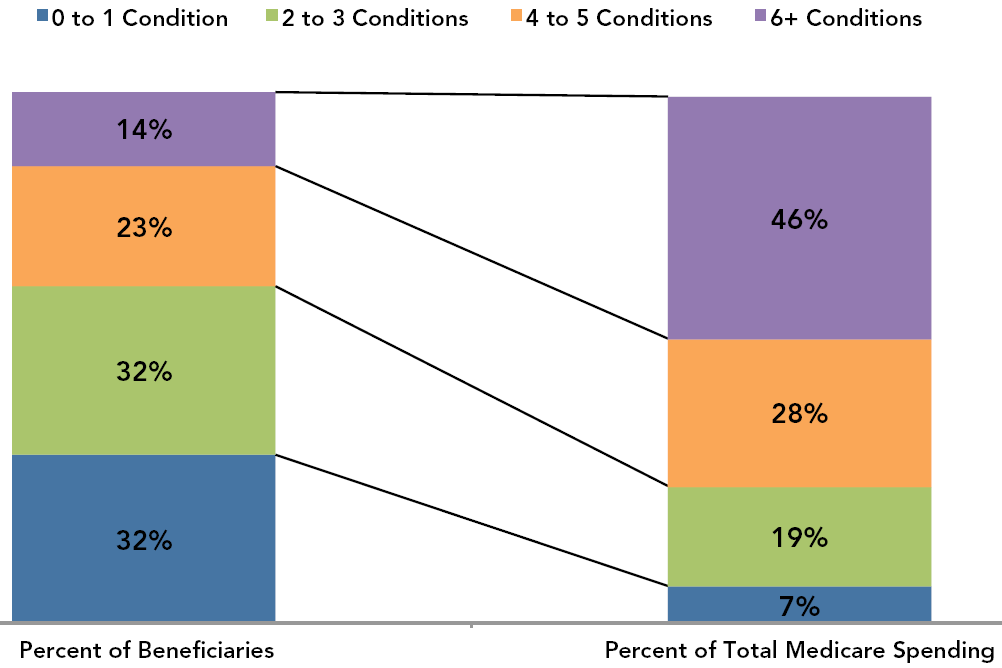 0 to 1 Condition 2 to 3 Conditions 4 to 5 Conditions 6+ Conditions
14%
23%
32%
32%
46%
28%
19%
7%
Percent of Beneficiaries
Percent of Total Medicare Spending